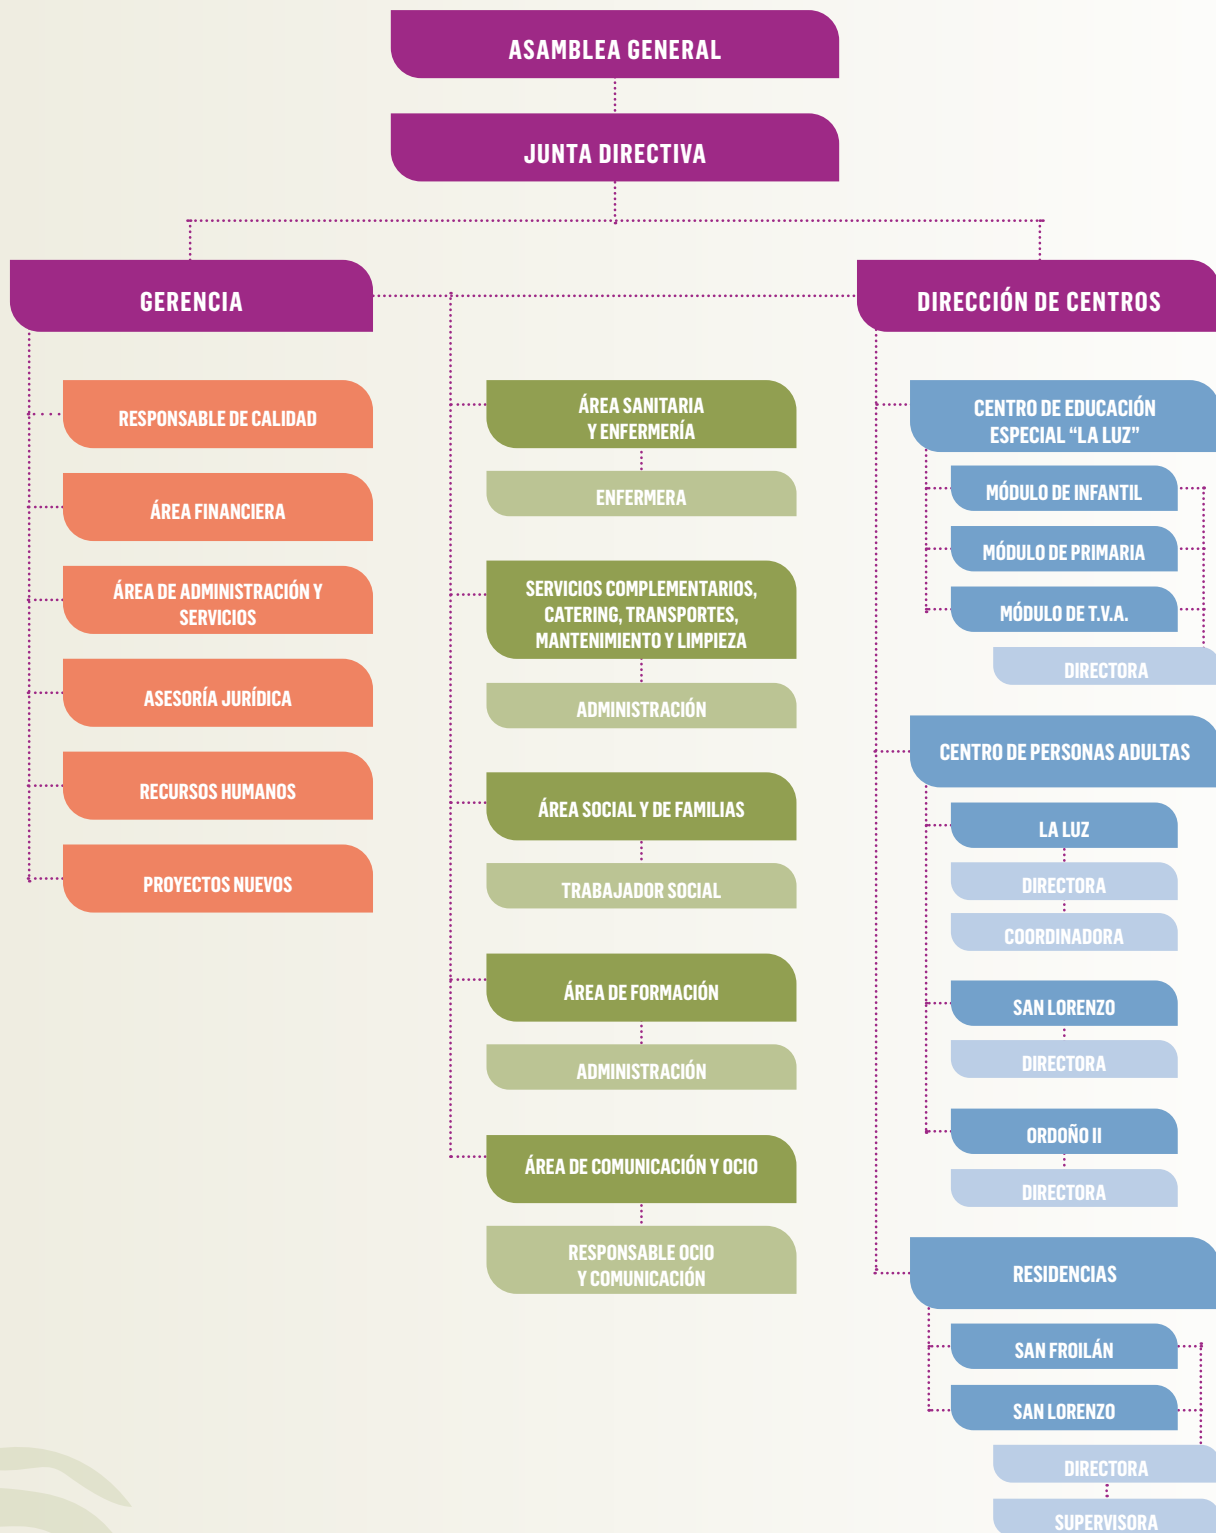 ASAMBLEA GENERAL
JUNTA DIRECTIVA
GERENCIA
DIRECCIÓN DE CENTROS
RESPONSABLE DE CALIDAD
ÁREA FINANCIERA
ÁREA DE ADMINISTRACIÓN Y
SERVICIOS
ASESORÍA JURÍDICA
RECURSOS HUMANOS
PROYECTOS NUEVOS
ÁREA SANITARIA
Y ENFERMERÍA
ENFERMERA
SERVICIOS COMPLEMENTARIOS,
CATERING, TRANSPORTES,
MANTENIMIENTO Y LIMPIEZA
ADMINISTRACIÓN
ÁREA SOCIAL Y DE FAMILIAS
TRABAJADOR SOCIAL
ÁREA DE FORMACIÓN
ADMINISTRACIÓN
ÁREA DE COMUNICACIÓN Y OCIO
RESPONSABLE OCIO
Y COMUNICACIÓN
CENTRO DE EDUCACIÓN
ESPECIAL “LA LUZ”
MÓDULO DE INFANTIL
MÓDULO DE PRIMARIA
MÓDULO DE T.V.A.
DIRECTORA
CENTRO DE PERSONAS ADULTAS
LA LUZ
DIRECTORA
COORDINADORA
SAN LORENZO
DIRECTORA
ORDOÑO II
DIRECTORA
RESIDENCIAS
SAN FROILÁN
SAN LORENZO
DIRECTORA
SUPERVISORA